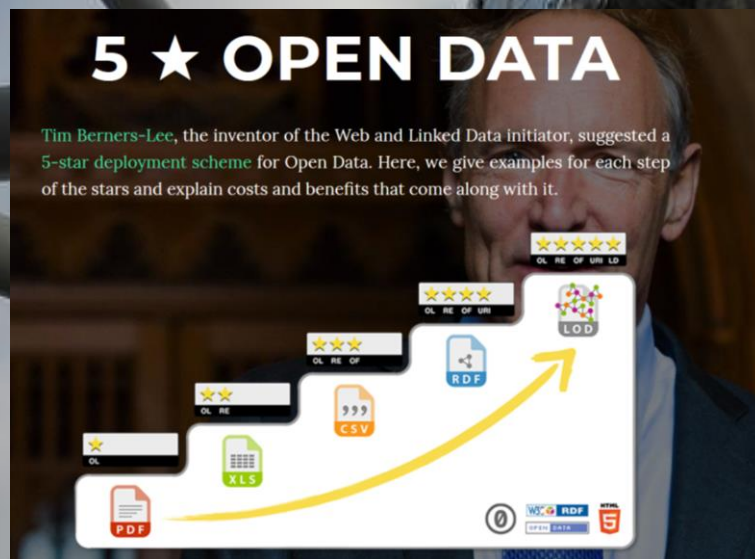 5 ★ OPEN DATA
Tim Berners-Lee, the inventor of the Web and Linked Data initiator, suggested a
5-star deployment scheme for Open Data. Here, we give examples for each step
of the stars and explain costs and benefits that come along with it.
OL RE OF URI LD
LOD
OL RE OF URI
RDF
OL RE OF
CSV
OL RE
XLS
OL
PDF
W3C RDF
OPEN DATA
HTML
5